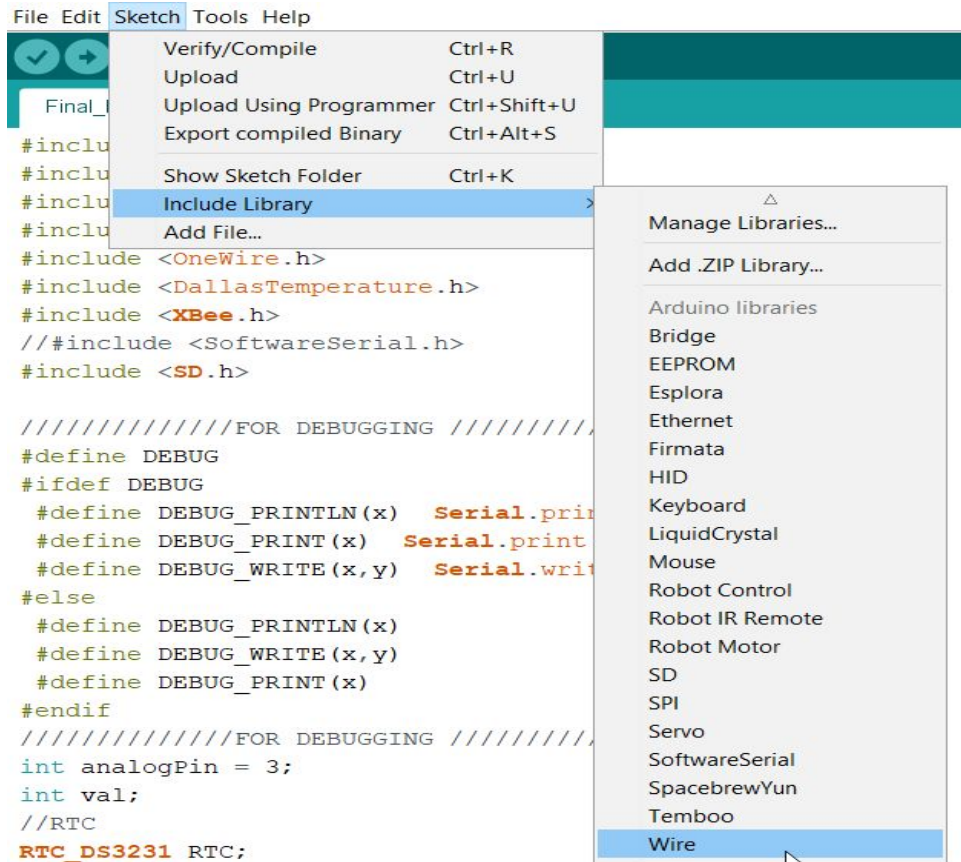 File Edit Sketch Tools Help
Verify/Compile Ctrl+R
Upload Ctrl+U
Upload Using Programmer Ctrl+Shift+U
Export compiled Binary Ctrl+Alt+S
Show Sketch Folder Ctrl+K
Include Library
Add File...
Manage Libraries...
Add .ZIP Library...
Arduino libraries
Bridge
EEPROM
Esplora
Ethernet
Firmata
HID
Keyboard
LiquidCrystal
Mouse
Robot Control
Robot IR Remote
Robot Motor
SD
SPI
Servo
SoftwareSerial
SpacebrewYun
Temboo
Wire
Final_
#inclu
#inclu
#inclu
#inclu
#include <OneWire.h>
#include <DallasTemperature.h>
#include <XBee.h>
//#include <SoftwareSerial.h>
#include <SD.h>
//////////////FOR DEBUGGING //////////
#define DEBUG
#ifdef DEBUG
#define DEBUG_PRINTLN(x) Serial.prin
#define DEBUG_PRINT(x) Serial.print
#define DEBUG_WRITE(x,y) Serial.writ
#else
#define DEBUG_PRINTLN(x)
#define DEBUG_WRITE(x,y)
#define DEBUG_PRINT(x)
#endif
//////////////FOR DEBUGGING //////////
int analogPin = 3;
int val;
//RTC
RTC_DS3231 RTC;